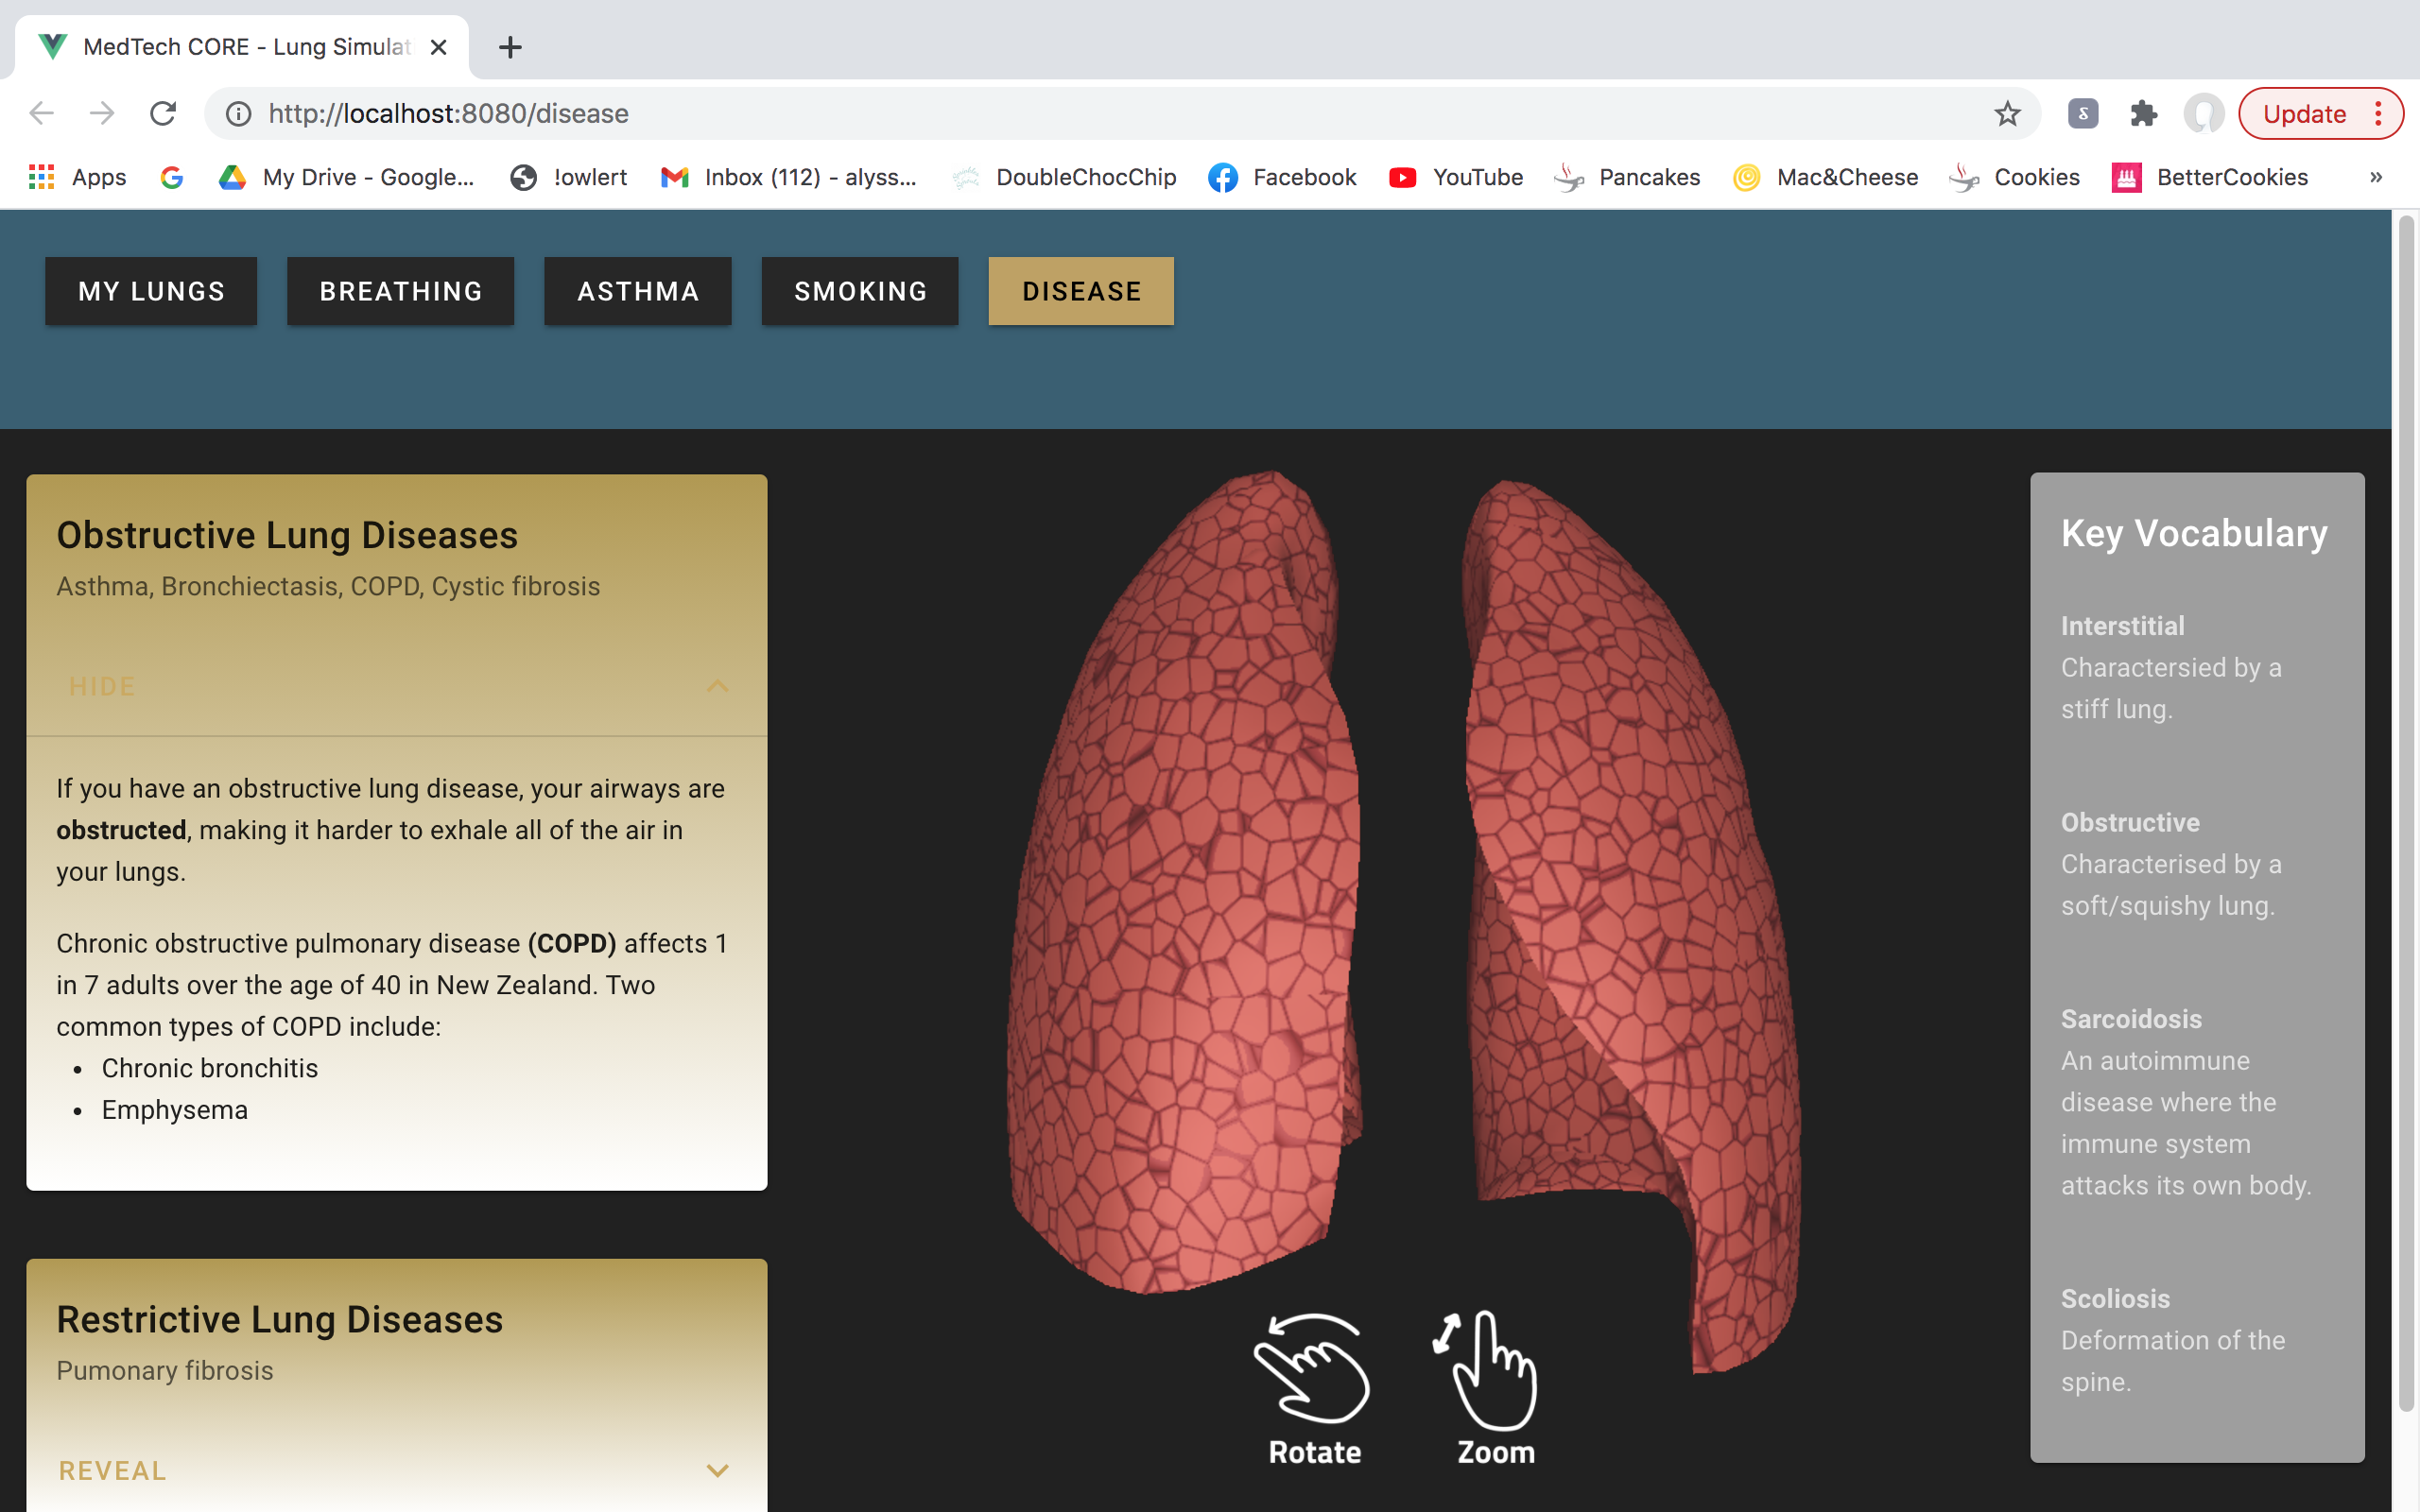 MedTech CORE - Lung Simulat
http://localhost:8080/disease
Update
Apps
My Drive - Google...
!owlert
Inbox (112) - alyss...
DoubleChocChip
Facebook
YouTube
Pancakes
Mac&Cheese
Cookies
BetterCookies
»
MY LUNGS
BREATHING
ASTHMA
SMOKING
DISEASE
Obstructive Lung Diseases
Asthma, Bronchiectasis, COPD, Cystic fibrosis
HIDE
If you have an obstructive lung disease, your airways are
obstructed, making it harder to exhale all of the air in
your lungs.
Chronic obstructive pulmonary disease (COPD) affects 1
in 7 adults over the age of 40 in New Zealand. Two
common types of COPD include:
• Chronic bronchitis
• Emphysema
Restrictive Lung Diseases
Pumonary fibrosis
REVEAL
Rotate
Zoom
Key Vocabulary
Interstitial
Charactersied by a
stiff lung.
Obstructive
Characterised by a
soft/squishy lung.
Sarcoidosis
An autoimmune
disease where the
immune system
attacks its own body.
Scoliosis
Deformation of the
spine.